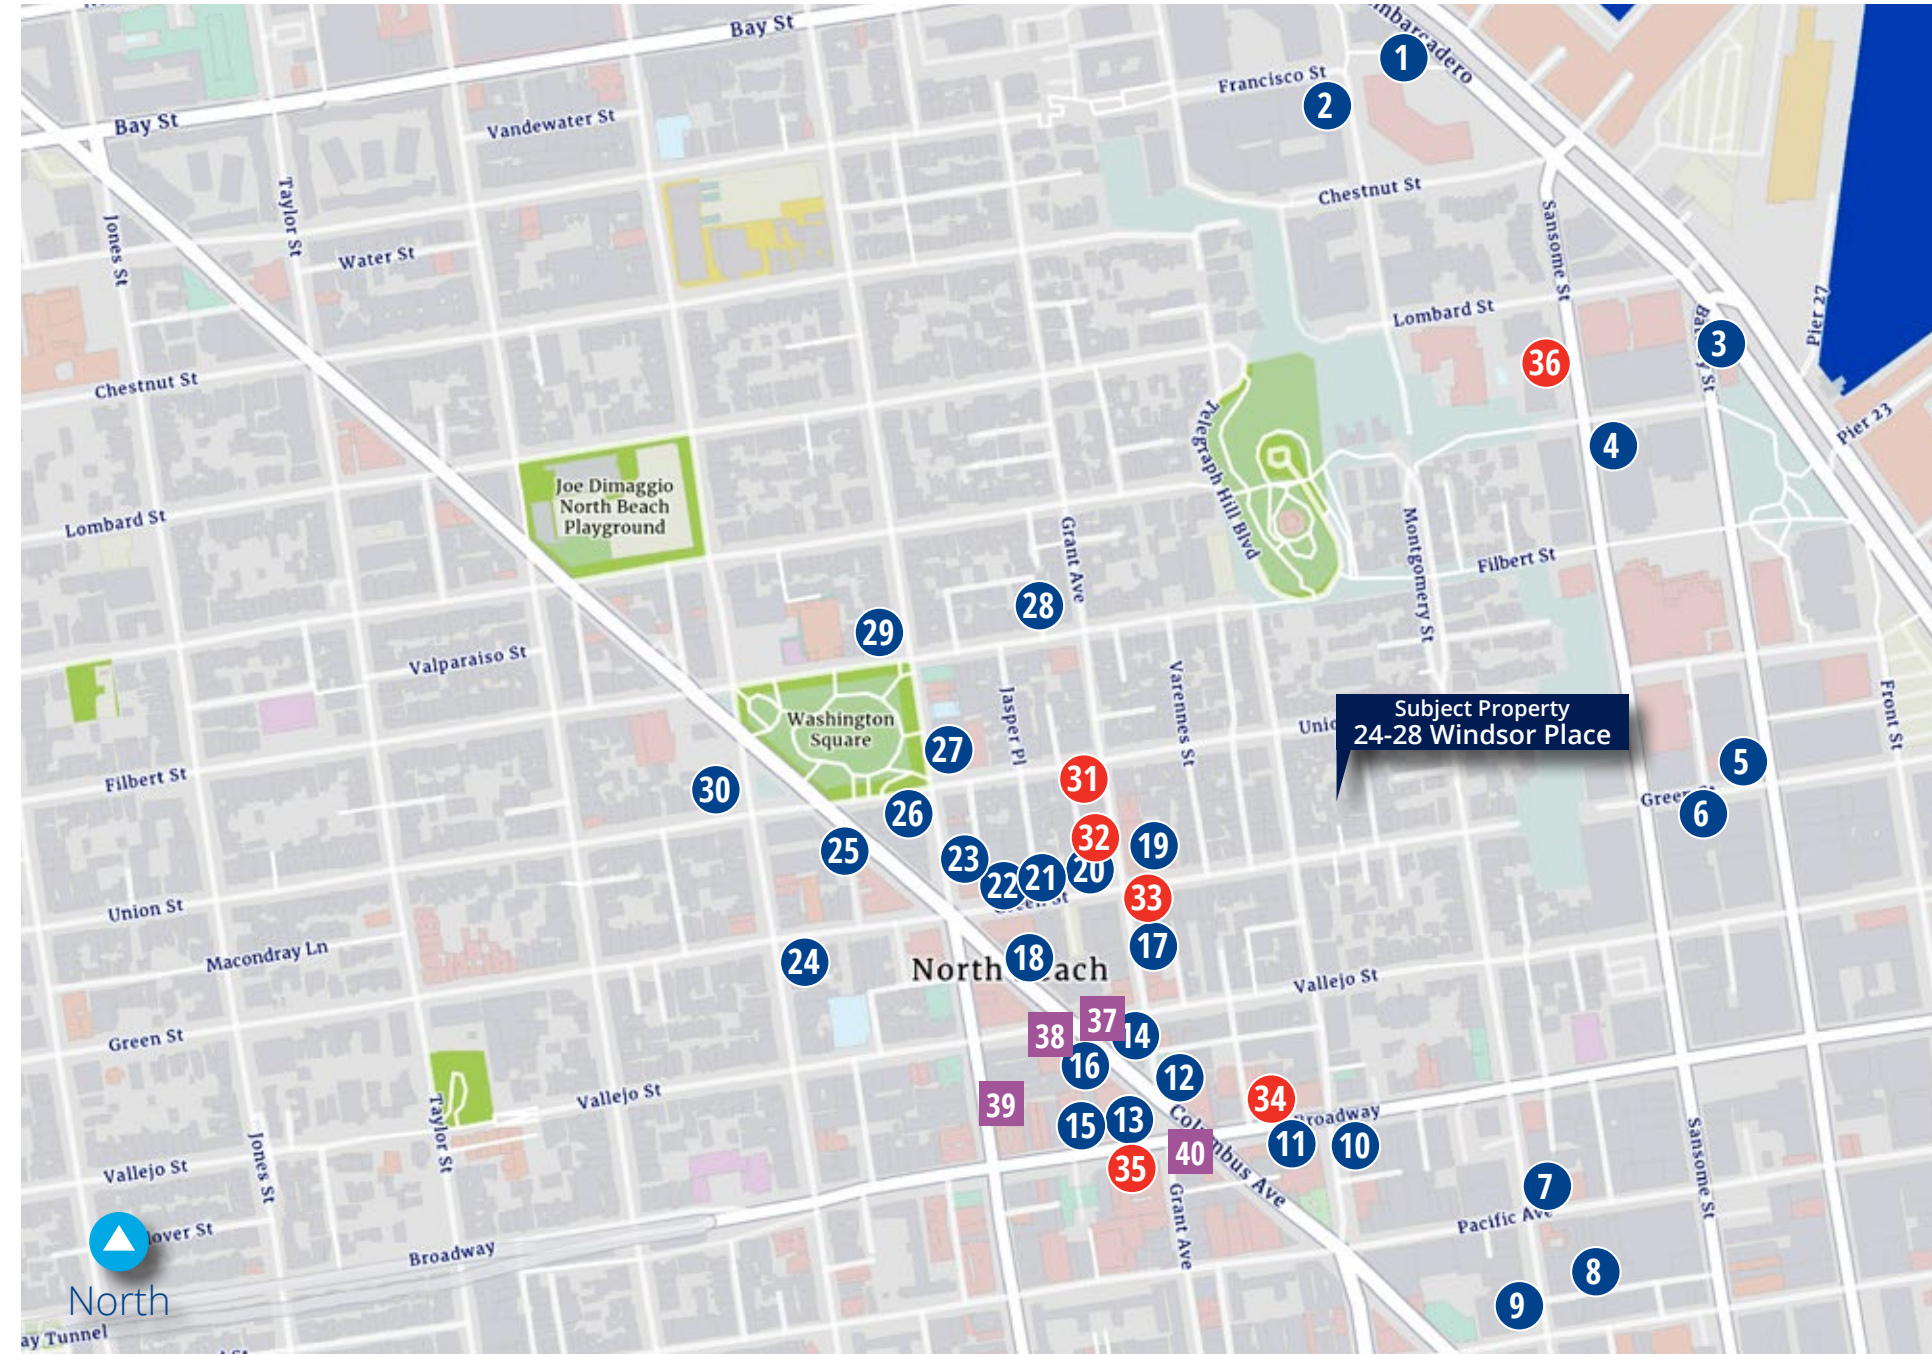 Bay St
Francisco St
1
2
Bay St
Vandewater St
Chestnut St
Taylor St
Jones St
Water St
Sansome St
Lombard St
Pier 27
3
36
Chestnut St
Pier 23
Telegraph Hill Blvd
4
Joe Dimaggio
North Beach
Playground
Lombard St
Grant Ave
Montgomery St
Filbert St
28
29
Valparaiso St
Jasper Pl
Varennes St
Front St
Washington
Square
Subject Property
24-28 Windsor Place
27
31
5
Filbert St
30
26
6
32
19
25
23
20
21
22
33
Union St
17
Macondray Ln
24
North
18
Vallejo St
37
14
38
Green St
16
12
Vallejo St
34
39
Taylor St
Jones St
15
13
Columbus Ave
11
10
35
40
Sansome St
Vallejo St
7
Grant Ave
Pacific Ave
Broadway
8
9
North